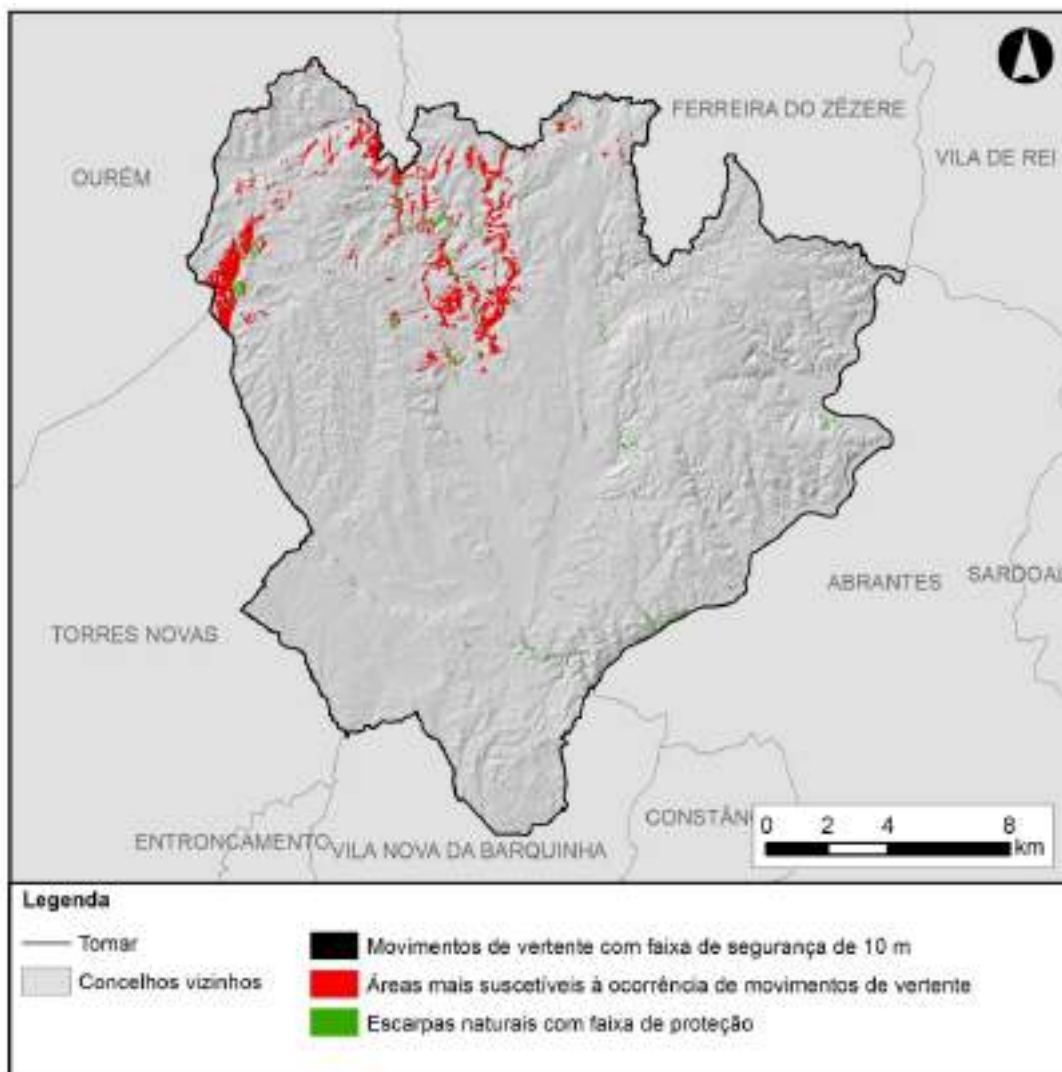 FERREIRA DO ZÊZERE
VILA DE REI
OURÉM
ABRANTES
SARDOAL
TORRES NOVAS
ENTRONCAMENTO
VILA NOVA DA BARQUINHA
CONSTÂN
0 2 4 8
km
Legenda
Tomar
Concelhos vizinhos
Movimentos de vertente com faixa de segurança de 10 m
Áreas mais suscetíveis à ocorrência de movimentos de vertente
Escarpas naturais com faixa de proteção